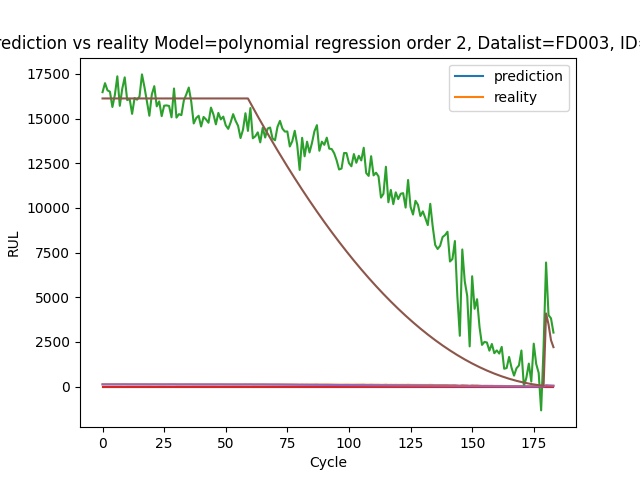 rediction vs reality Model=polynomial regression order 2, Datalist=FD003, ID=
prediction
reality
17500
15000
12500
10000
7500
5000
2500
0
RUL
0 25 50 75 100 125 150 175
Cycle